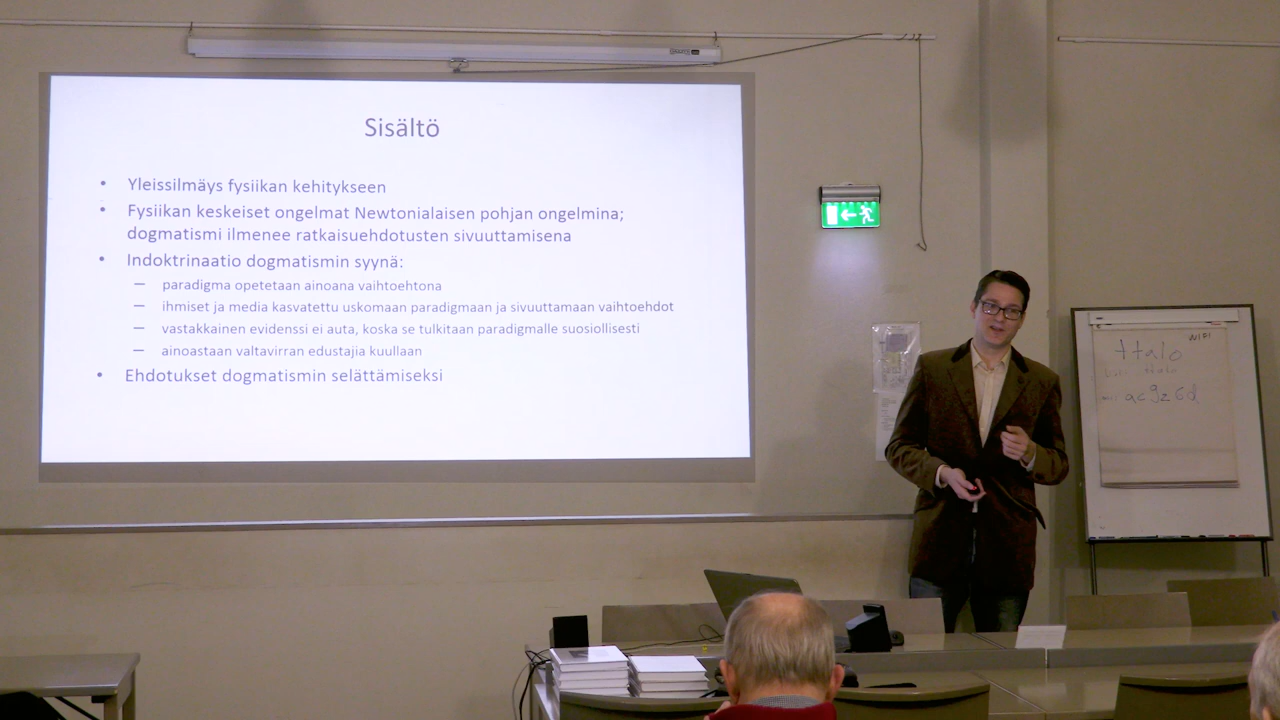 Sisältö
• Yleissilmäys fysiikan kehitykseen
• Fysiikan keskeiset ongelmat Newtonialaisen pohjan ongelmina;
dogmatismi ilmenee ratkaisuehdotusten sivuuttamisena
• Indoktrinaatio dogmatismin syynä:
– paradigma opetetaan ainoana vaihtoehtona
– ihmiset ja media kasvatettu uskomaan paradigmaan ja sivuuttamaan vaihtoehdot
– vastakkainen evidenssi ei auta, koska se tulkitaan paradigmalle suosiollisesti
– ainoastaan valtavirran edustajia kuullaan
• Ehdotukset dogmatismin selättämiseksi